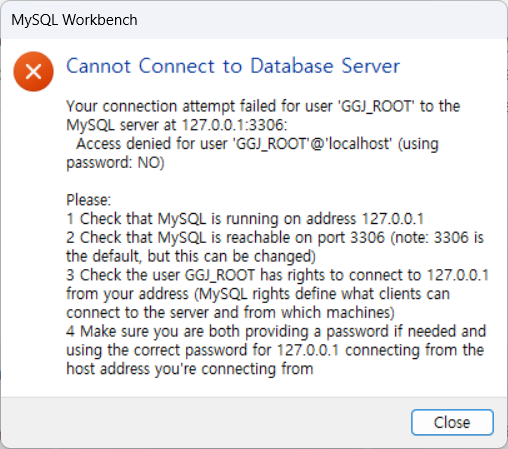 MySQL Workbench
Cannot Connect to Database Server
Your connection attempt failed for user 'GGJ_ROOT' to the
MySQL server at 127.0.0.1:3306:
Access denied for user 'GGJ_ROOT'@'localhost' (using
password: NO)
Please:
1 Check that MySQL is running on address 127.0.0.1
2 Check that MySQL is reachable on port 3306 (note: 3306 is
the default, but this can be changed)
3 Check the user GGJ_ROOT has rights to connect to 127.0.0.1
from your address (MySQL rights define what clients can
connect to the server and from which machines)
4 Make sure you are both providing a password if needed and
using the correct password for 127.0.0.1 connecting from the
host address you're connecting from
Close